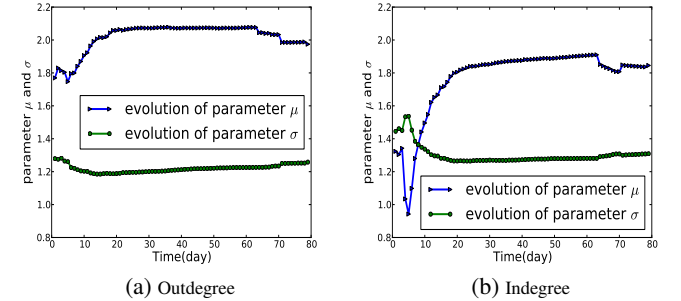 2.2
2.0
1.8
1.6
1.4
1.2
1.0
0.8
parameter μ and σ
evolution of parameter μ
evolution of parameter σ
0 10 20 30 40 50 60 70 80
Time(day)
(a) Outdegree
2.2
2.0
1.8
1.6
1.4
1.2
1.0
0.8
parameter μ and σ
evolution of parameter μ
evolution of parameter σ
0 10 20 30 40 50 60 70 80
Time(day)
(b) Indegree